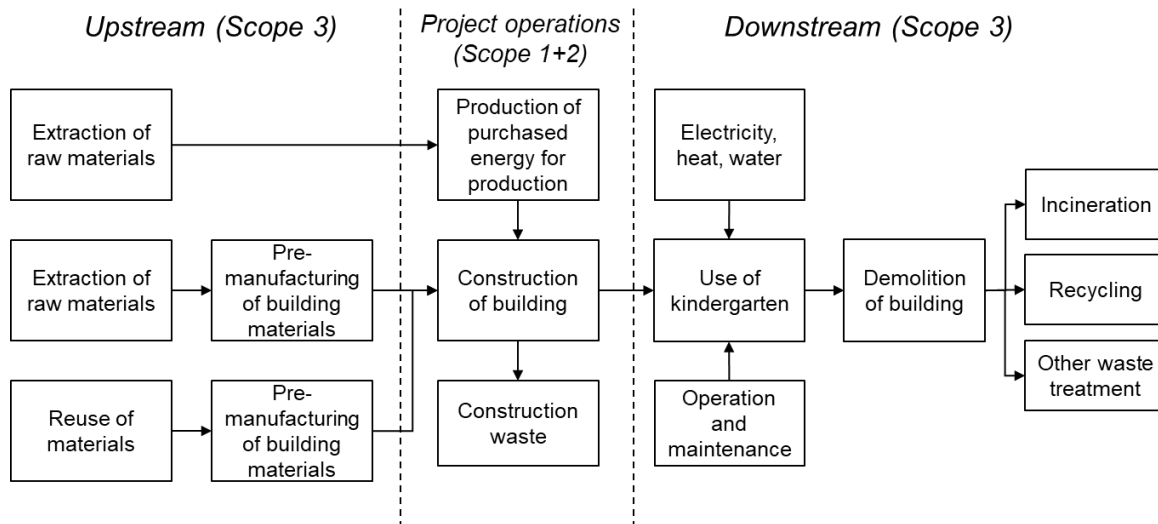 Upstream (Scope 3)
Project operations
(Scope 1+2)
Downstream (Scope 3)
Extraction of
raw materials
Production of
purchased
energy for
production
Electricity,
heat, water
Extraction of
raw materials
Pre-
manufacturing
of building
materials
Construction
of building
Use of
kindergarten
Demolition
of building
Incineration
Recycling
Other waste
treatment
Reuse of
materials
Pre-
manufacturing
of building
materials
Construction
waste
Operation
and
maintenance